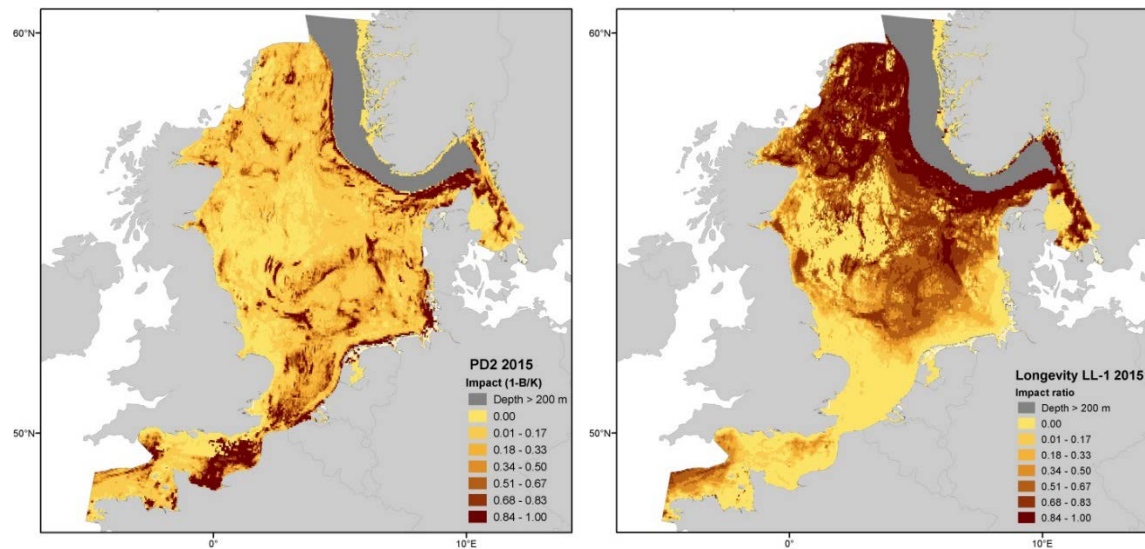 60°N
50°N
0°
10°E
PD2 2015
Impact (1-B/K)
Depth > 200 m
0.00
0.01 - 0.17
0.18 - 0.33
0.34 - 0.50
0.51 - 0.67
0.68 - 0.83
0.84 - 1.00
60°N
50°N
0°
10°E
Longevity LL-1 2015
Impact ratio
Depth > 200 m
0.00
0.01 - 0.17
0.18 - 0.33
0.34 - 0.50
0.51 - 0.67
0.68 - 0.83
0.84 - 1.00